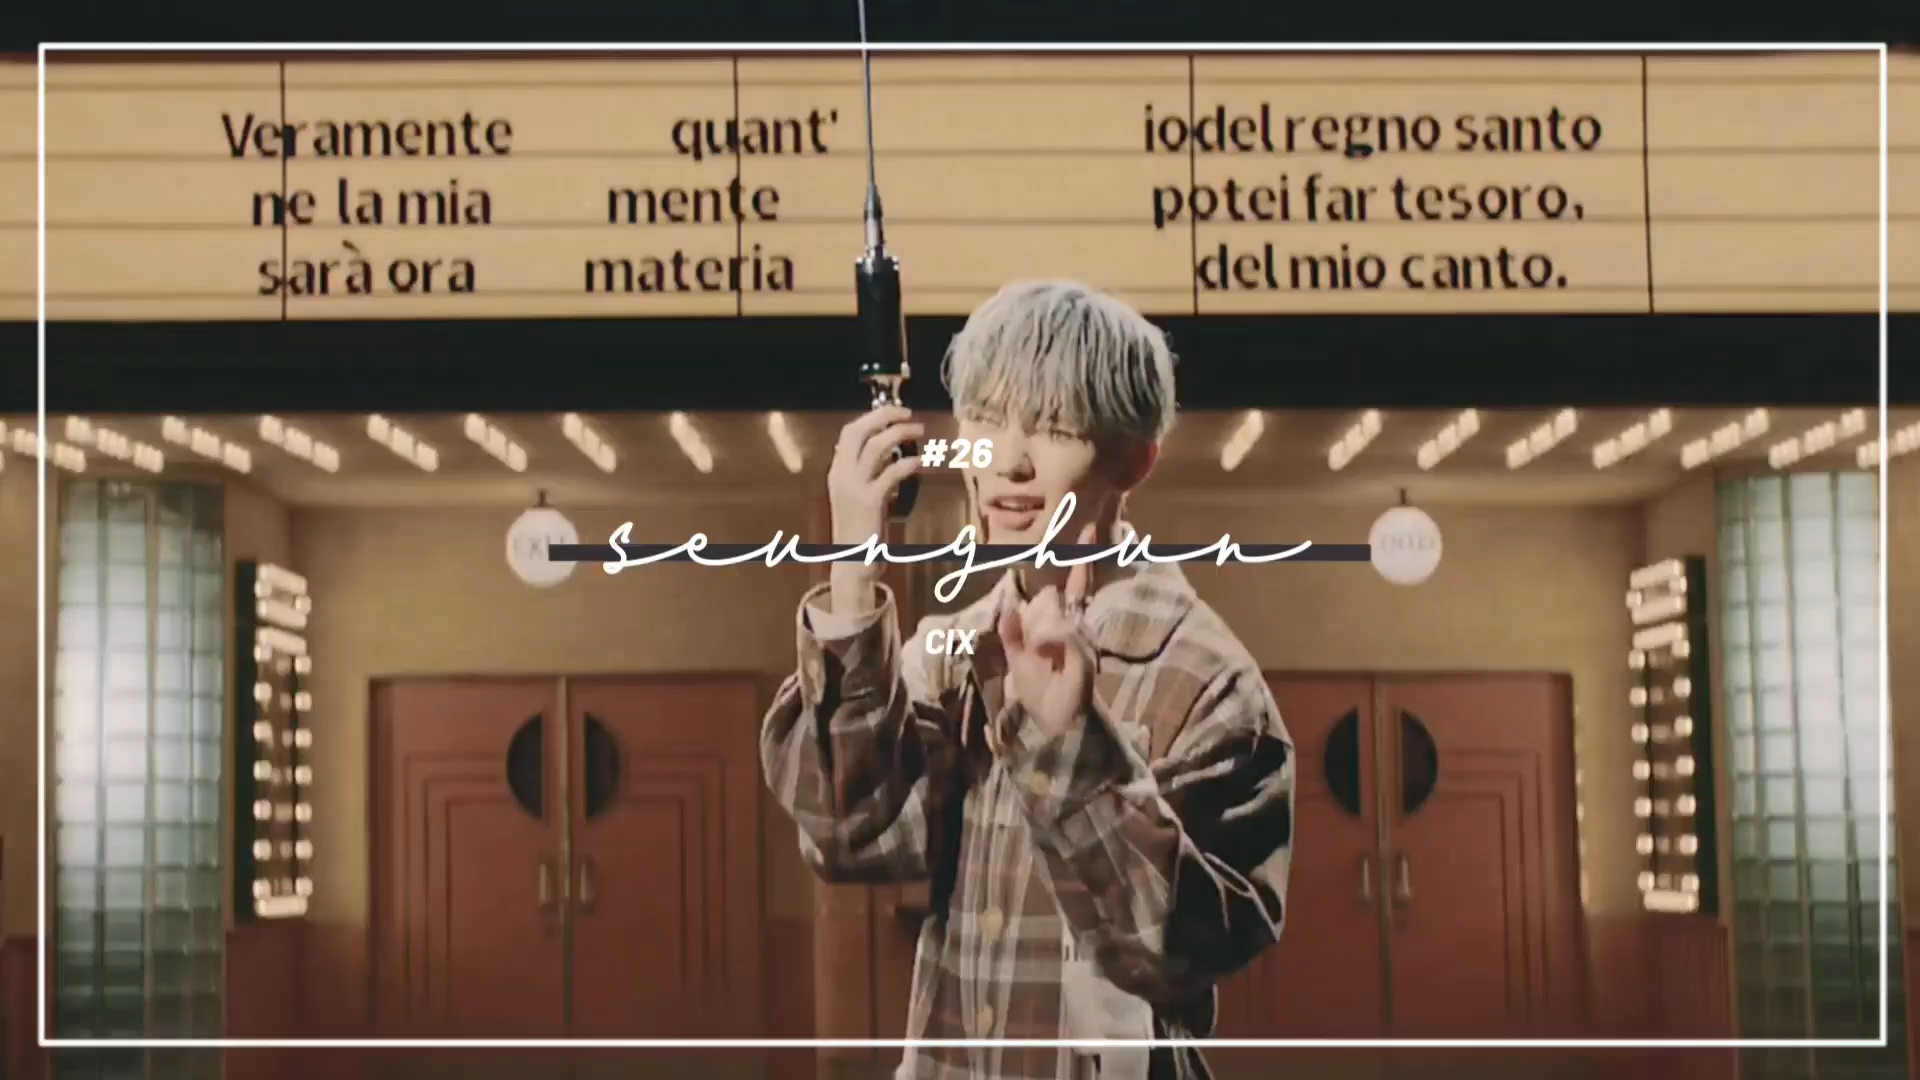 Veramente quant' io del regno santo
ne la mia mente potei far tesoro,
sarà ora materia del mio canto.
#26
seunghun
CIX